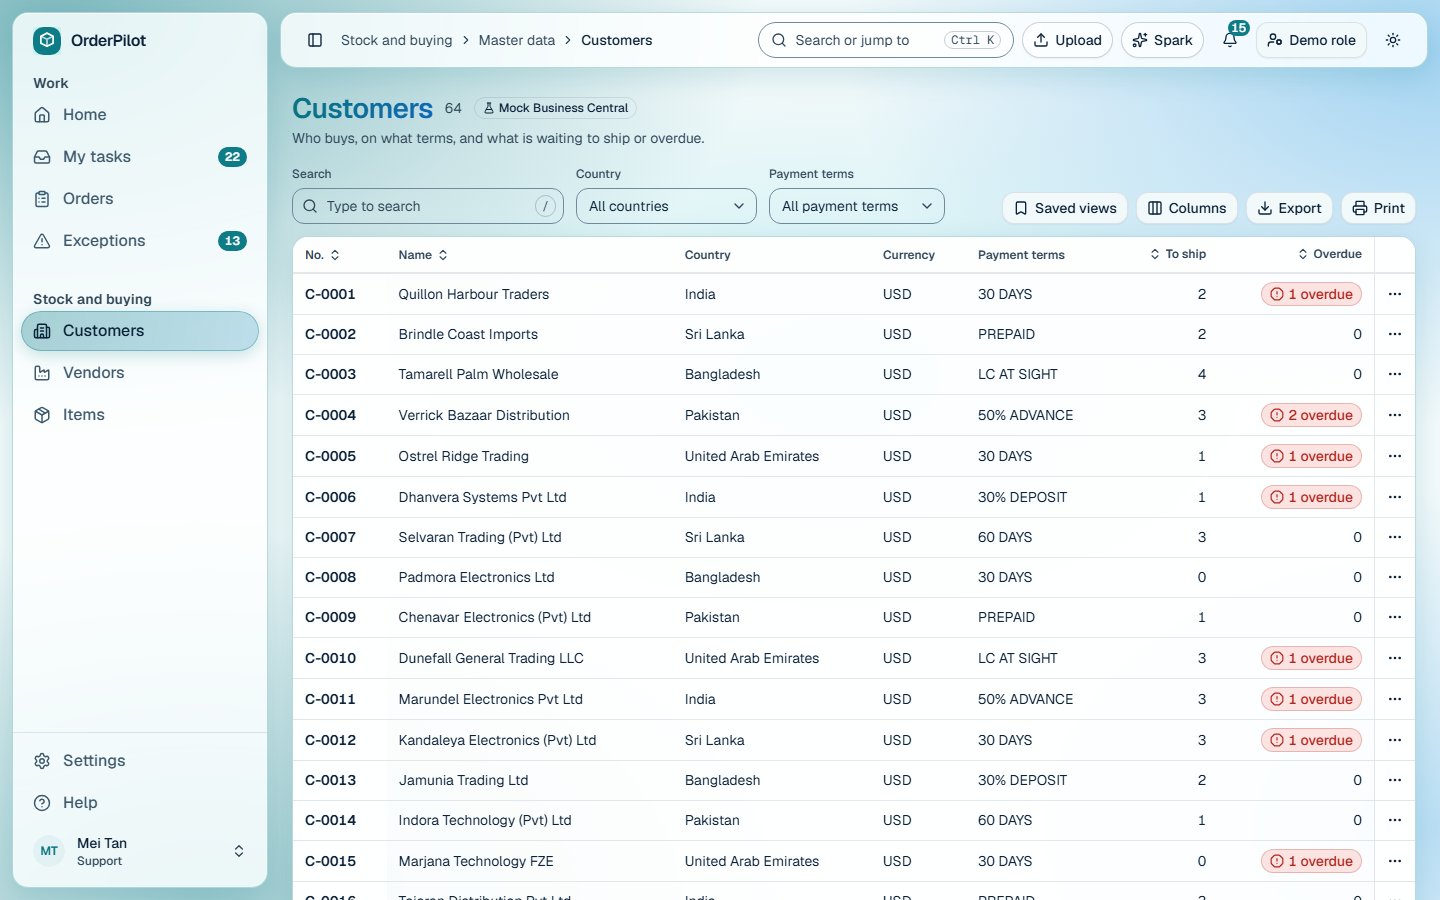 OrderPilot
Work
Home
My tasks 22
Orders
Exceptions 13
Stock and buying
Customers
Vendors
Items
Settings
Help
MT Mei Tan
Support
Stock and buying > Master data > Customers
Search or jump to Ctrl K
Upload
Spark
15
Demo role
Customers 64 Mock Business Central
Who buys, on what terms, and what is waiting to ship or overdue.
Search Country Payment terms
Type to search / All countries All payment terms Saved views Columns Export Print
No. Name Country Currency Payment terms To ship Overdue
C-0001 Quillon Harbour Traders India USD 30 DAYS 2 1 overdue
C-0002 Brindle Coast Imports Sri Lanka USD PREPAID 2 0
C-0003 Tamarell Palm Wholesale Bangladesh USD LC AT SIGHT 4 0
C-0004 Verrick Bazaar Distribution Pakistan USD 50% ADVANCE 3 2 overdue
C-0005 Ostrel Ridge Trading United Arab Emirates USD 30 DAYS 1 1 overdue
C-0006 Dhanvera Systems Pvt Ltd India USD 30% DEPOSIT 1 1 overdue
C-0007 Selvaran Trading (Pvt) Ltd Sri Lanka USD 60 DAYS 3 0
C-0008 Padmora Electronics Ltd Bangladesh USD 30 DAYS 0 0
C-0009 Chenavar Electronics (Pvt) Ltd Pakistan USD PREPAID 1 0
C-0010 Dunefall General Trading LLC United Arab Emirates USD LC AT SIGHT 3 1 overdue
C-0011 Marundel Electronics Pvt Ltd India USD 50% ADVANCE 3 1 overdue
C-0012 Kandaleya Electronics (Pvt) Ltd Sri Lanka USD 30 DAYS 3 1 overdue
C-0013 Jamunia Trading Ltd Bangladesh USD 30% DEPOSIT 2 0
C-0014 Indora Technology (Pvt) Ltd Pakistan USD 60 DAYS 1 0
C-0015 Marjana Technology FZE United Arab Emirates USD 30 DAYS 0 1 overdue